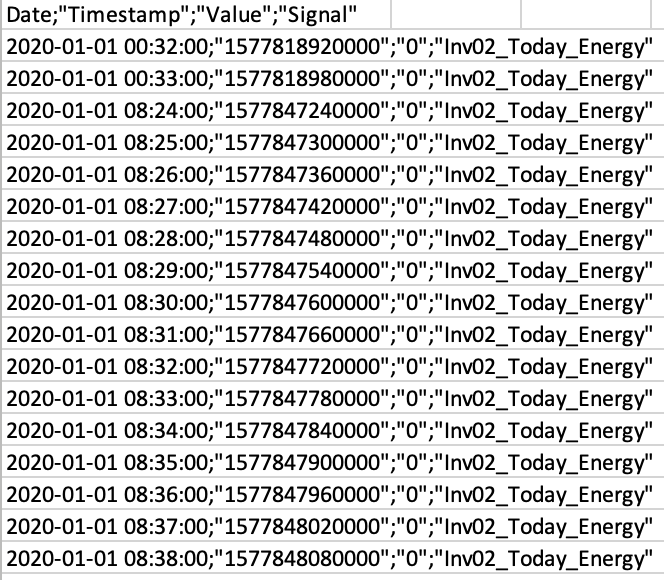 Date;"Timestamp";"Value";"Signal"
2020-01-01 00:32:00;"1577818920000";"0";"Inv02_Today_Energy"
2020-01-01 00:33:00;"1577818980000";"0";"Inv02_Today_Energy"
2020-01-01 08:24:00;"1577847240000";"0";"Inv02_Today_Energy"
2020-01-01 08:25:00;"1577847300000";"0";"Inv02_Today_Energy"
2020-01-01 08:26:00;"1577847360000";"0";"Inv02_Today_Energy"
2020-01-01 08:27:00;"1577847420000";"0";"Inv02_Today_Energy"
2020-01-01 08:28:00;"1577847480000";"0";"Inv02_Today_Energy"
2020-01-01 08:29:00;"1577847540000";"0";"Inv02_Today_Energy"
2020-01-01 08:30:00;"1577847600000";"0";"Inv02_Today_Energy"
2020-01-01 08:31:00;"1577847660000";"0";"Inv02_Today_Energy"
2020-01-01 08:32:00;"1577847720000";"0";"Inv02_Today_Energy"
2020-01-01 08:33:00;"1577847780000";"0";"Inv02_Today_Energy"
2020-01-01 08:34:00;"1577847840000";"0";"Inv02_Today_Energy"
2020-01-01 08:35:00;"1577847900000";"0";"Inv02_Today_Energy"
2020-01-01 08:36:00;"1577847960000";"0";"Inv02_Today_Energy"
2020-01-01 08:37:00;"1577848020000";"0";"Inv02_Today_Energy"
2020-01-01 08:38:00;"1577848080000";"0";"Inv02_Today_Energy"